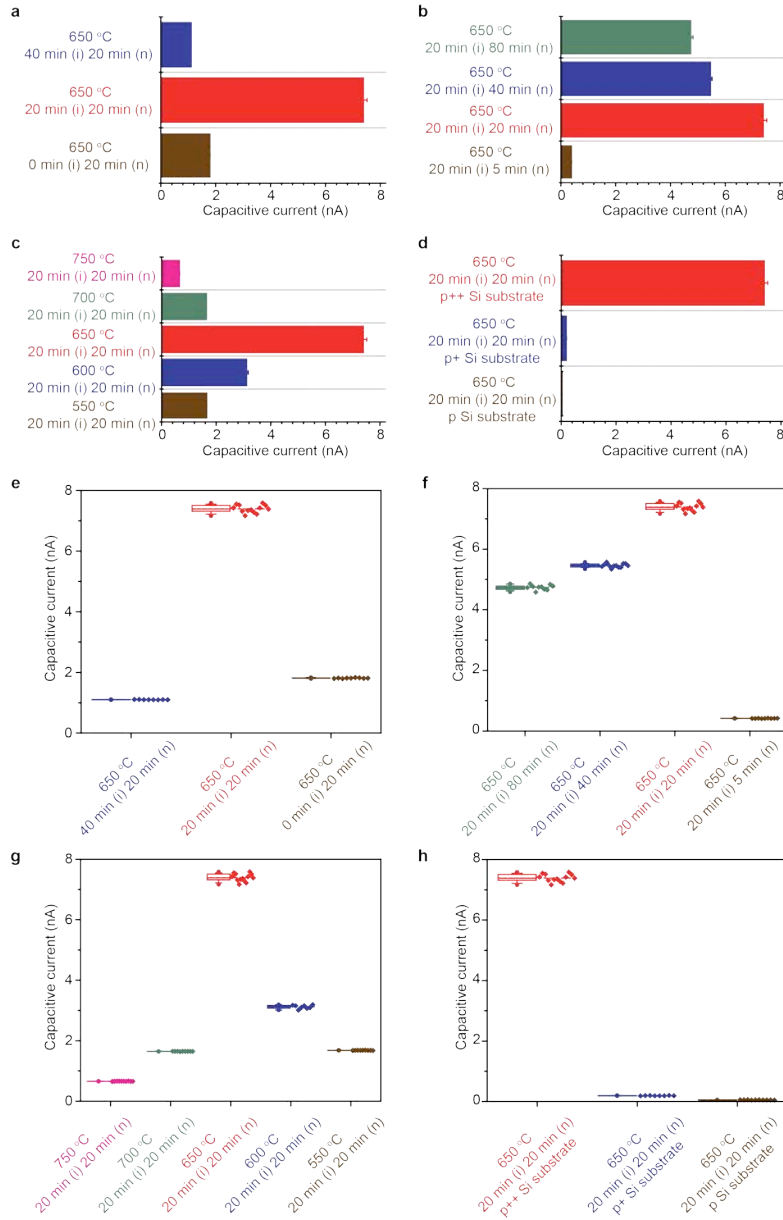 a
650 °C
40 min (i) 20 min (n)
650 °C
20 min (i) 20 min (n)
650 °C
0 min (i) 20 min (n)
0 2 4 6 8
Capacitive current (nA)
b
650 °C
20 min (i) 80 min (n)
650 °C
20 min (i) 40 min (n)
650 °C
20 min (i) 20 min (n)
650 °C
20 min (i) 5 min (n)
0 2 4 6 8
Capacitive current (nA)
c
750 °C
20 min (i) 20 min (n)
700 °C
20 min (i) 20 min (n)
650 °C
20 min (i) 20 min (n)
600 °C
20 min (i) 20 min (n)
550 °C
20 min (i) 20 min (n)
0 2 4 6 8
Capacitive current (nA)
d
650 °C
20 min (i) 20 min (n)
p++ Si substrate
650 °C
20 min (i) 20 min (n)
p+ Si substrate
650 °C
20 min (i) 20 min (n)
p Si substrate
0 2 4 6 8
Capacitive current (nA)
e
8
6
4
2
0
Capacitive current (nA)
650 °C
40 min (i) 20 min (n)
650 °C
20 min (i) 20 min (n)
650 °C
0 min (i) 20 min (n)
f
8
6
4
2
0
Capacitive current (nA)
650 °C
20 min (i) 80 min (n)
650 °C
20 min (i) 40 min (n)
650 °C
20 min (i) 20 min (n)
650 °C
20 min (i) 5 min (n)
g
8
6
4
2
0
Capacitive current (nA)
750 °C
20 min (i) 20 min (n)
700 °C
20 min (i) 20 min (n)
650 °C
20 min (i) 20 min (n)
600 °C
20 min (i) 20 min (n)
550 °C
20 min (i) 20 min (n)
h
8
6
4
2
0
Capacitive current (nA)
650 °C
20 min (i) 20 min (n)
p++ Si substrate
650 °C
20 min (i) 20 min (n)
p+ Si substrate
650 °C
20 min (i) 20 min (n)
p Si substrate